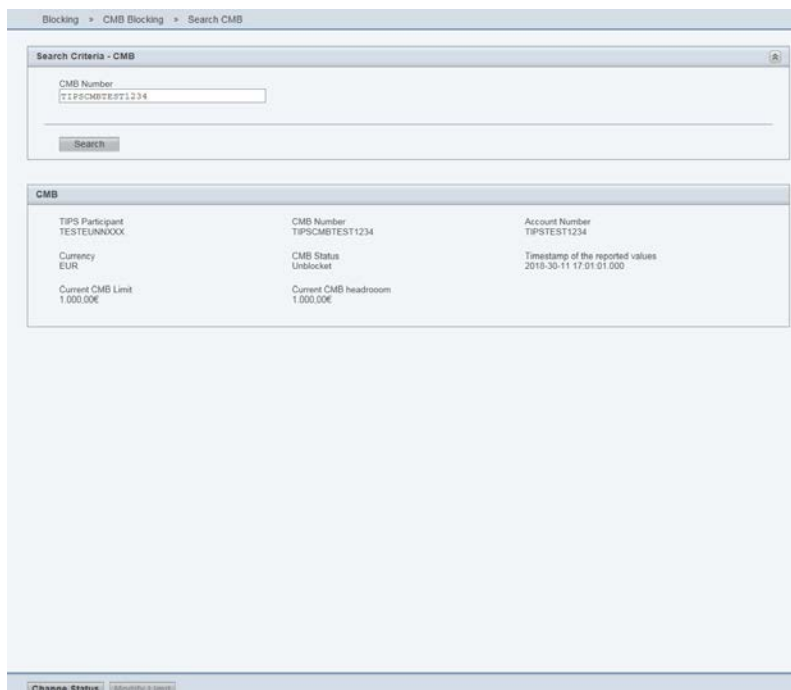 Blocking » CMB Blocking » Search CMB
Search Criteria - CMB
CMB Number
TIPSCMBTEST1234
Search
CMB
TIPS Participant CMB Number Account Number
TESTEUNNXXX TIPSCMBTEST1234 TIPSTEST1234
Currency CMB Status Timestamp of the reported values
EUR Unblocket 2018-30-11 17:01:01.000
Current CMB Limit Current CMB headrooom
1.000,00€ 1.000,00€
Change Status Modify Limit